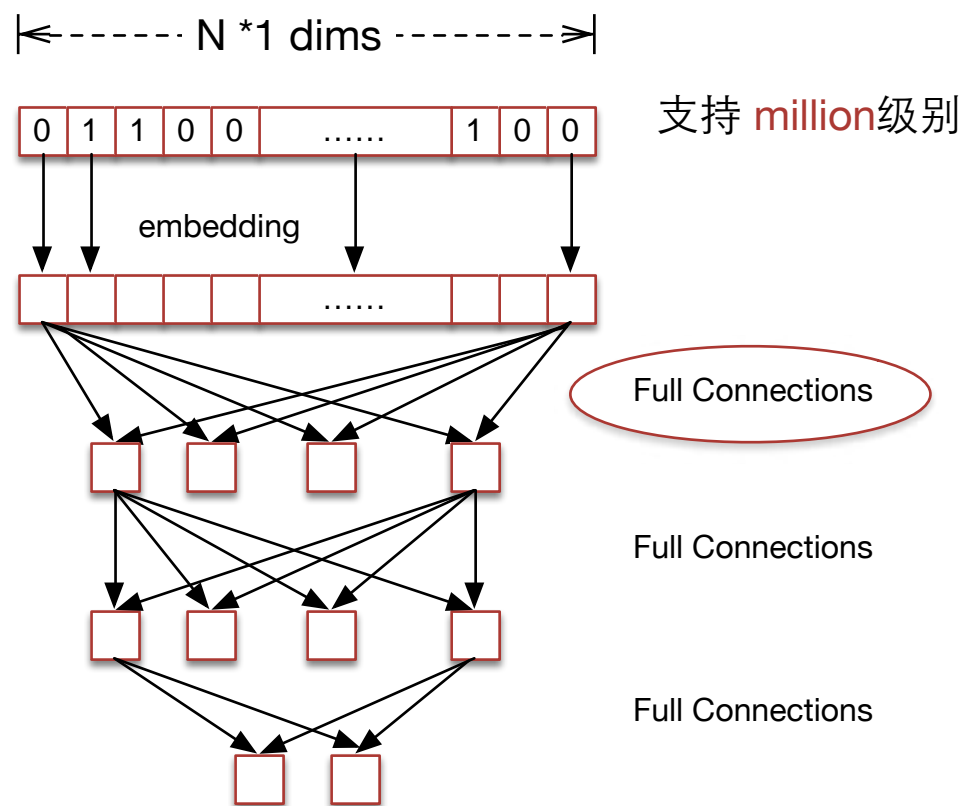 N *1 dims
支持 million级别
0 1 1 0 0 ...... 1 0 0
embedding
......
Full Connections
Full Connections
Full Connections